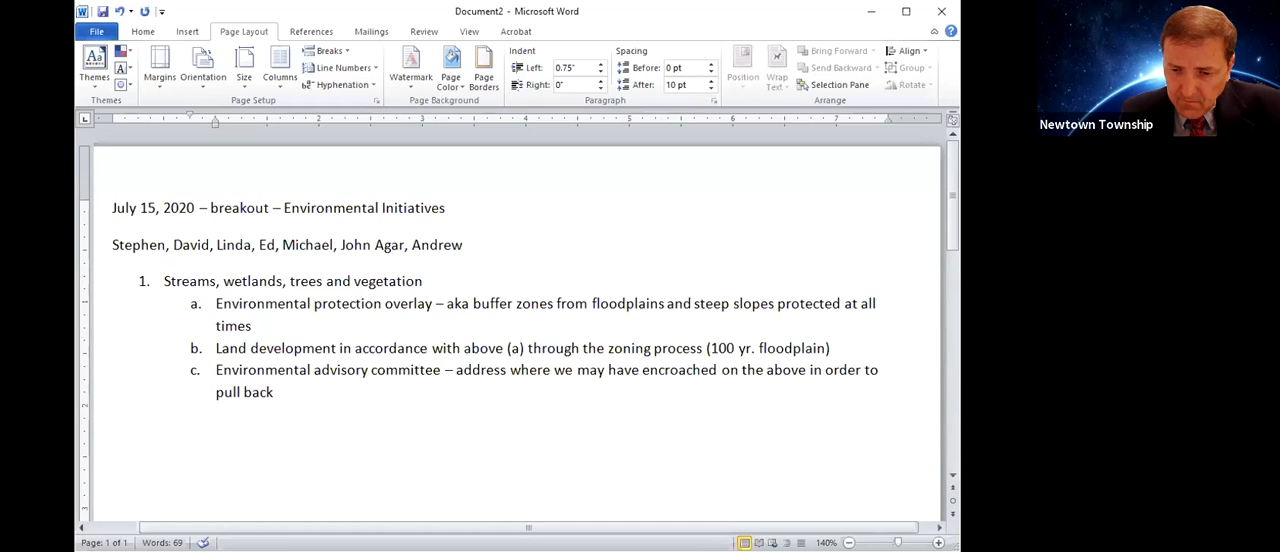 Document2 - Microsoft Word
File Home Insert Page Layout References Mailings Review View Acrobat
Themes Margins Orientation Size Columns Breaks Line Numbers Hyphenation Watermark Page Color Page Borders Indent Left: 0.75" Right: 0" Spacing Before: 0 pt After: 10 pt Position Wrap Text Bring Forward Send Backward Selection Pane Align Group Rotate
Themes Page Setup Page Background Paragraph Arrange
2 3 4 5 6 7
Newtown Township
July 15, 2020 – breakout – Environmental Initiatives
Stephen, David, Linda, Ed, Michael, John Agar, Andrew
1. Streams, wetlands, trees and vegetation
a. Environmental protection overlay – aka buffer zones from floodplains and steep slopes protected at all
times
b. Land development in accordance with above (a) through the zoning process (100 yr. floodplain)
c. Environmental advisory committee – address where we may have encroached on the above in order to
pull back
Page: 1 of 1 Words: 69 140%